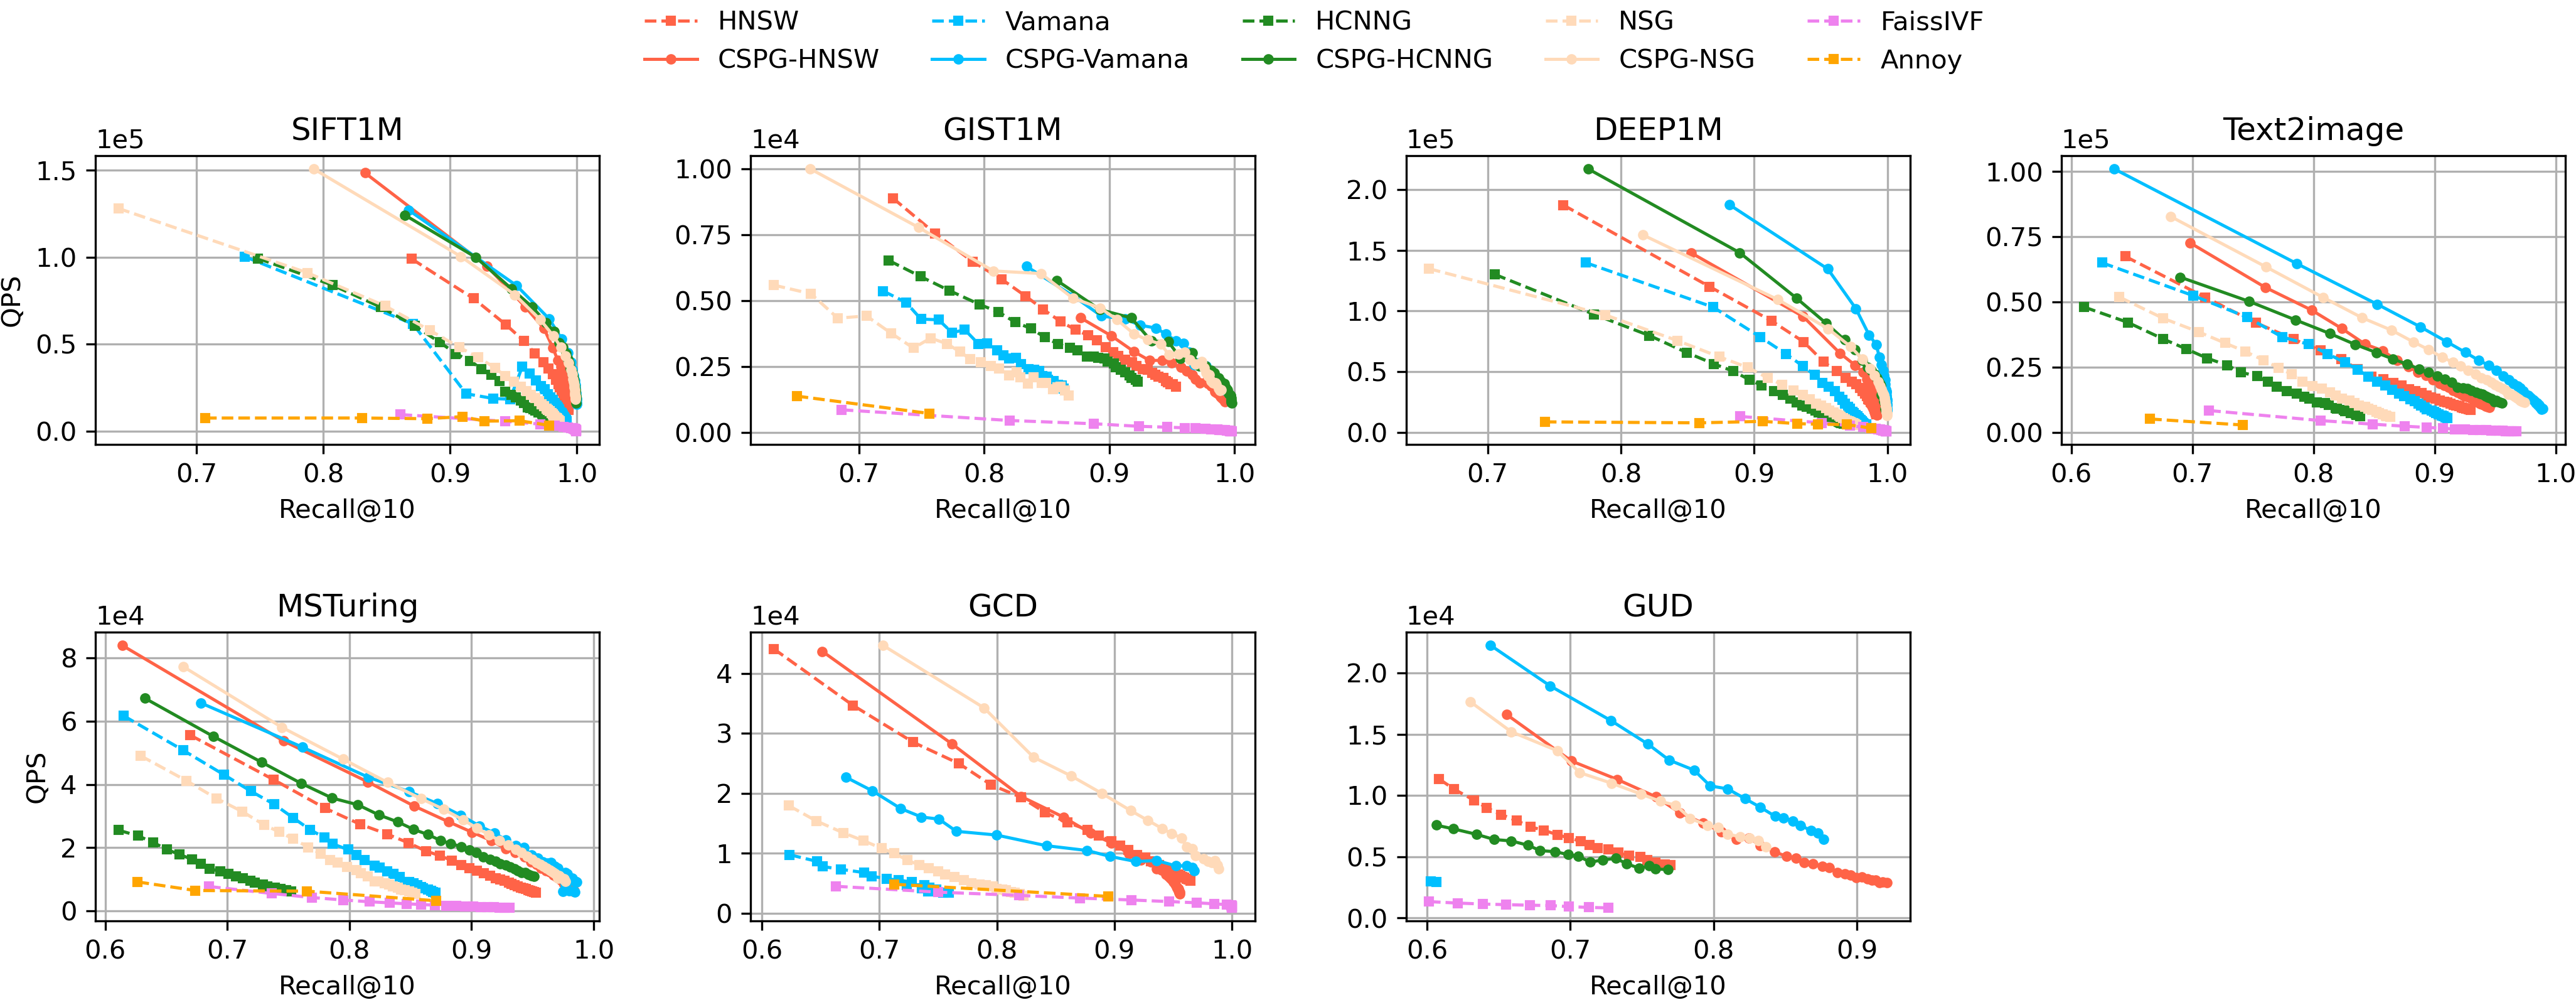 HNSW Vamana HCNNG NSG FaissIVF
CSPG-HNSW CSPG-Vamana CSPG-HCNNG CSPG-NSG Annoy
SIFT1M GIST1M DEEP1M Text2image
1e5 1e4 1e5 1e5
QPS
1.5
1.0
0.5
0.0
1.00
0.75
0.50
0.25
0.00
2.0
1.5
1.0
0.5
0.0
1.00
0.75
0.50
0.25
0.00
0.7 0.8 0.9 1.0
0.7 0.8 0.9 1.0
0.7 0.8 0.9 1.0
0.6 0.7 0.8 0.9 1.0
Recall@10 Recall@10 Recall@10 Recall@10
MSTuring GCD GUD
1e4 1e4 1e4
QPS
8
6
4
2
0
4
3
2
1
0
2.0
1.5
1.0
0.5
0.0
0.6 0.7 0.8 0.9 1.0
0.6 0.7 0.8 0.9 1.0
0.6 0.7 0.8 0.9
Recall@10 Recall@10 Recall@10